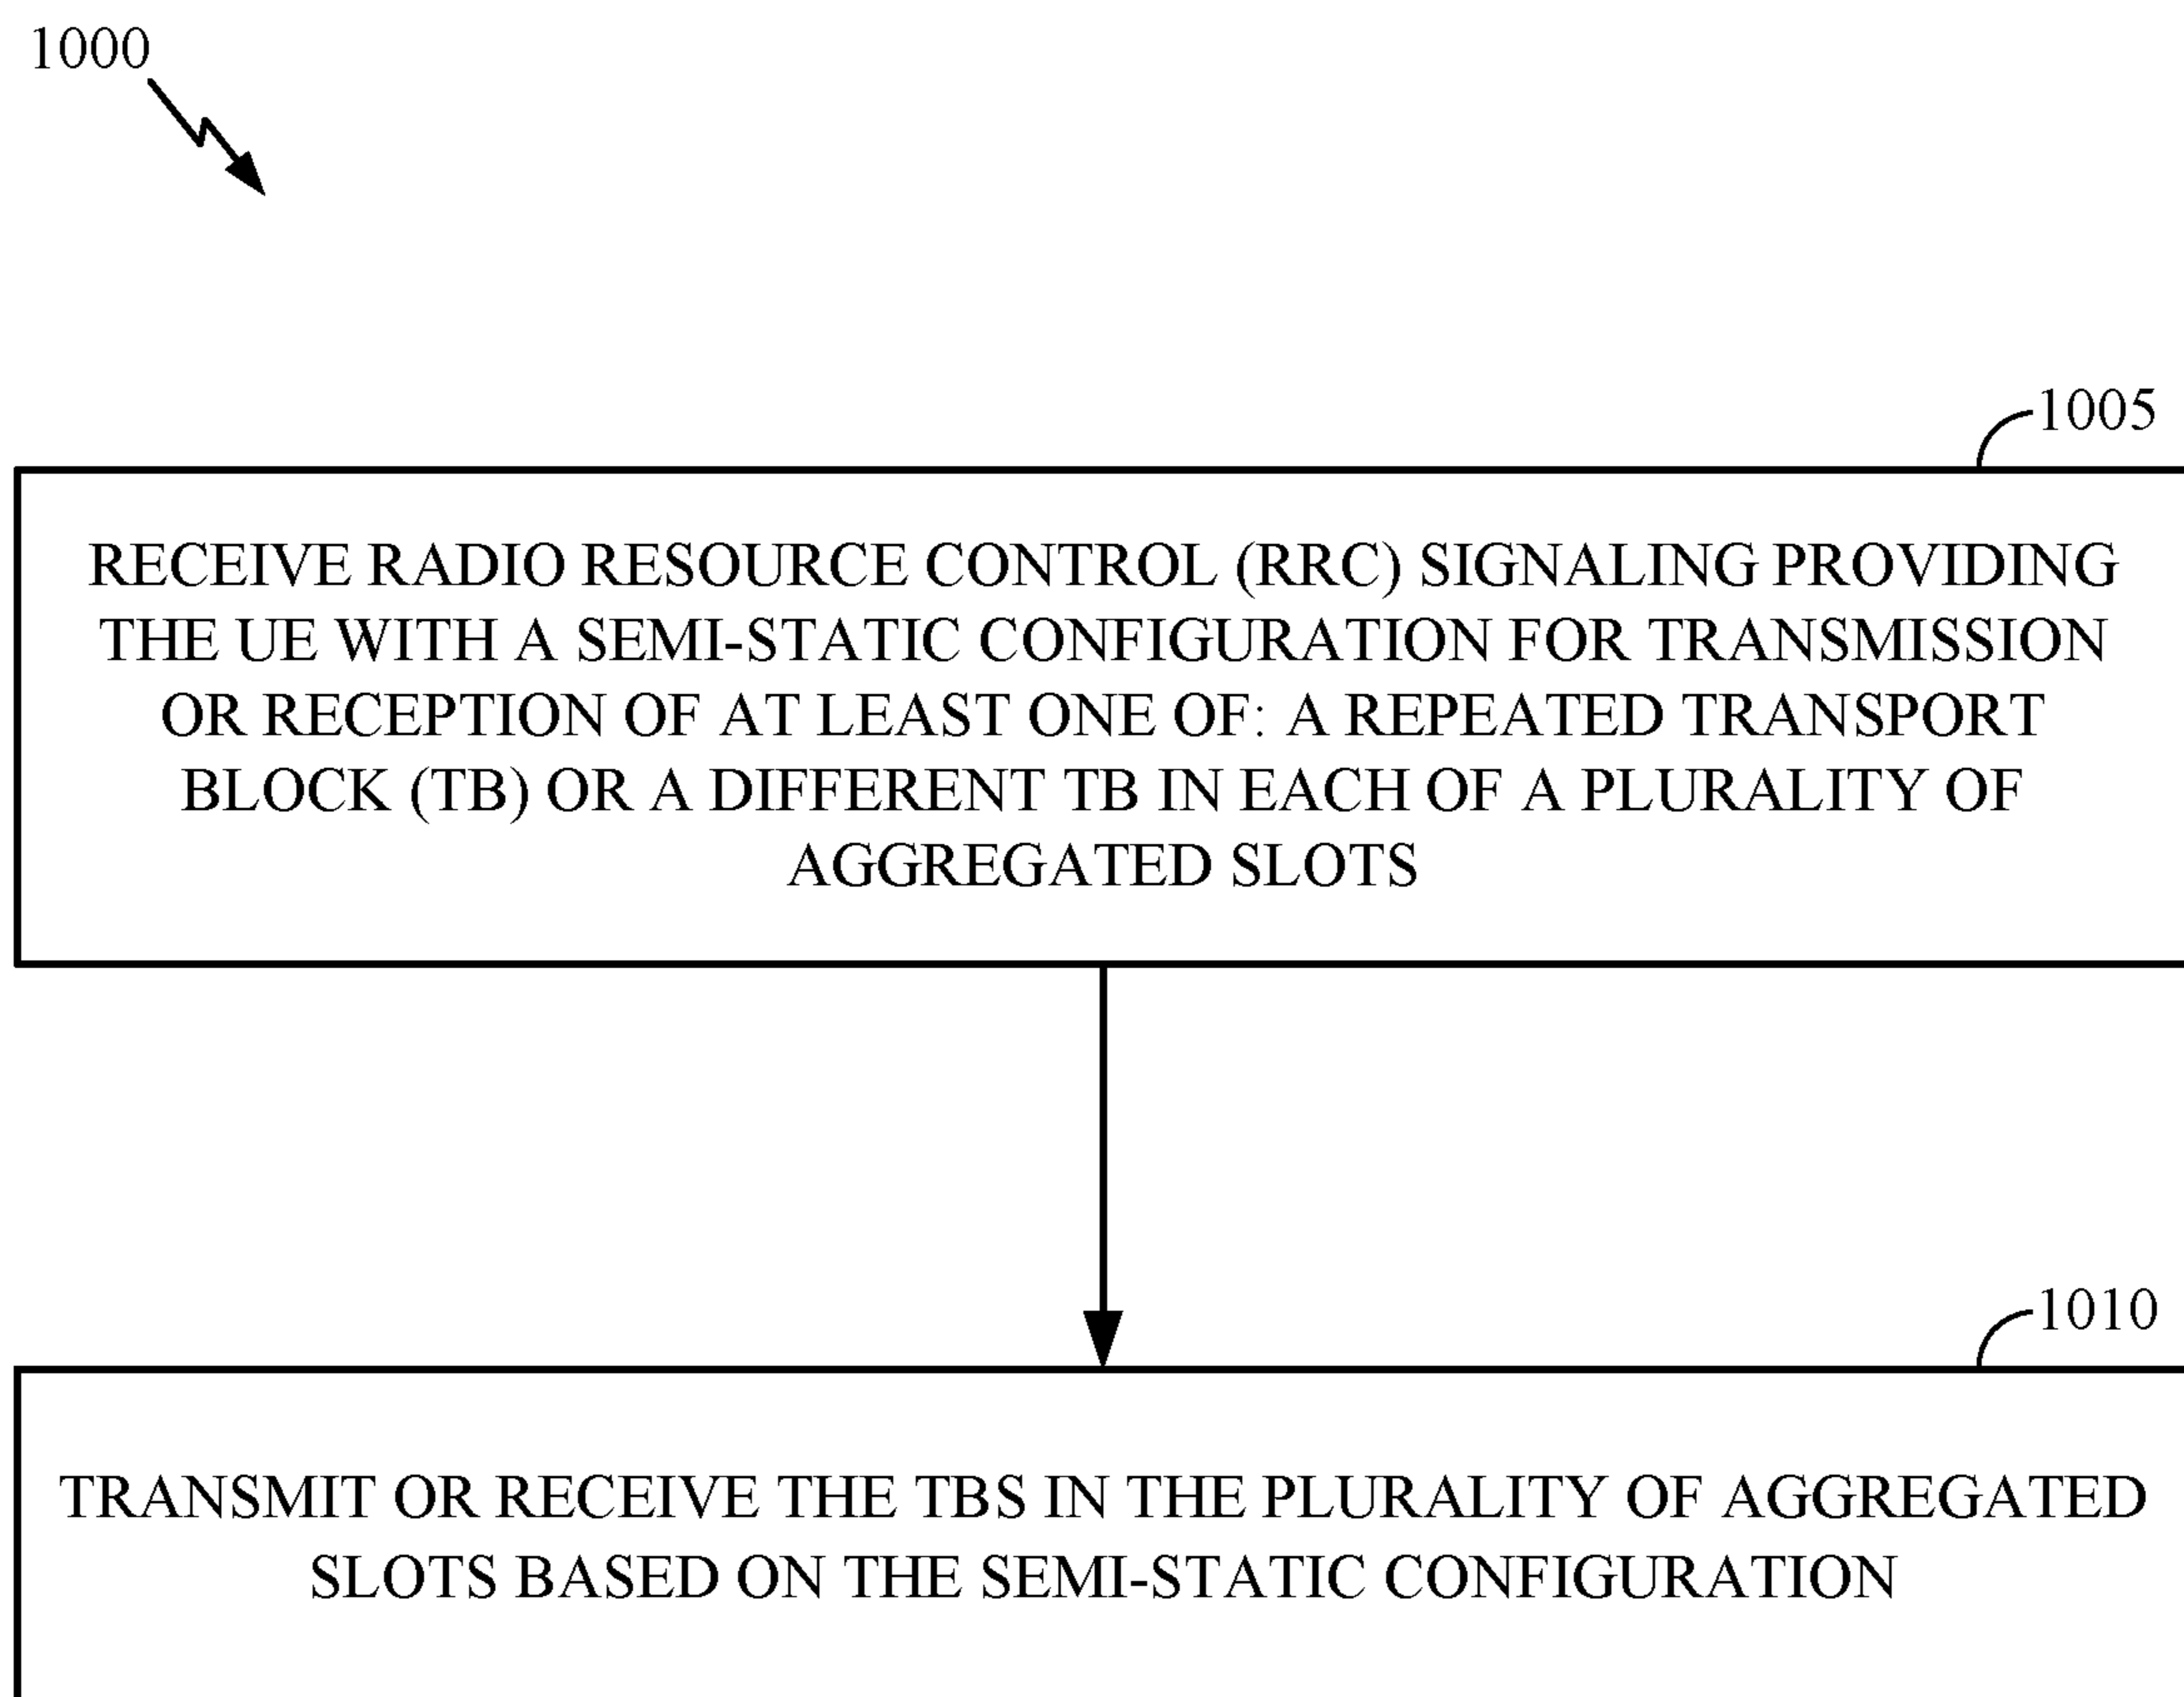 1000
1005
RECEIVE RADIO RESOURCE CONTROL (RRC) SIGNALING PROVIDING
THE UE WITH A SEMI-STATIC CONFIGURATION FOR TRANSMISSION
OR RECEPTION OF AT LEAST ONE OF: A REPEATED TRANSPORT
BLOCK (TB) OR A DIFFERENT TB IN EACH OF A PLURALITY OF
AGGREGATED SLOTS
1010
TRANSMIT OR RECEIVE THE TBS IN THE PLURALITY OF AGGREGATED
SLOTS BASED ON THE SEMI-STATIC CONFIGURATION